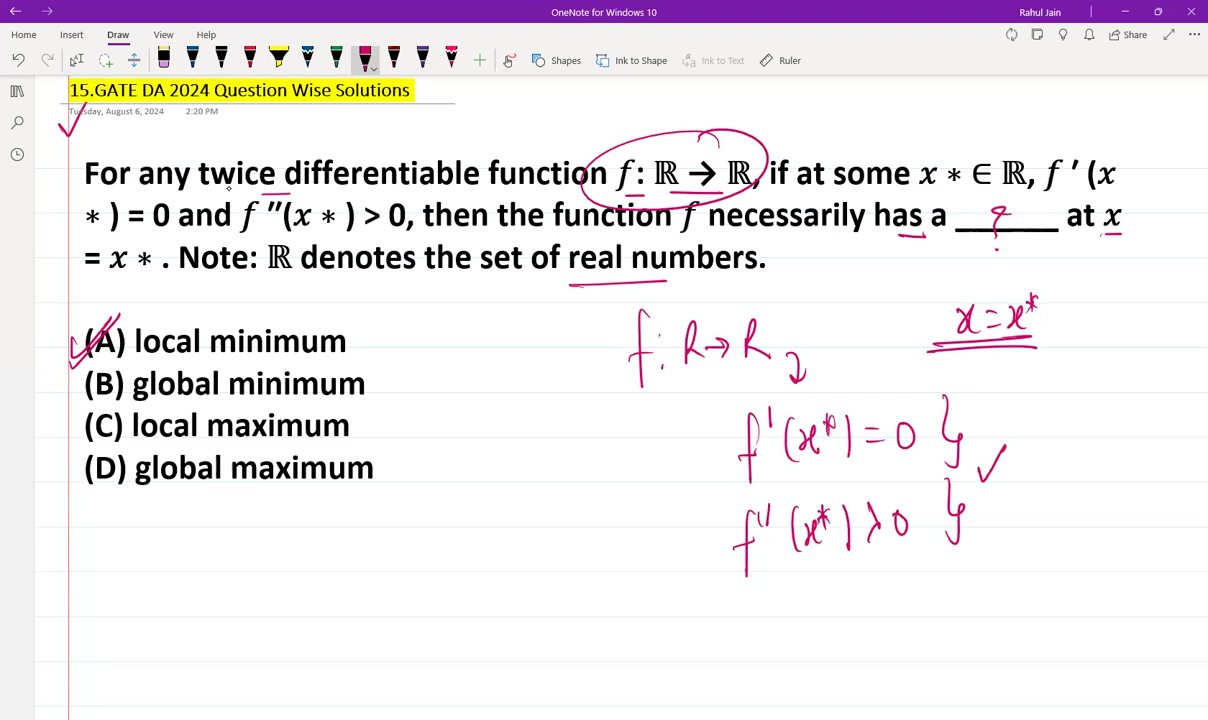 OneNote for Windows 10
Rahul Jain
Home Insert Draw View Help
Share
Shapes Ink to Shape Ink to Text Ruler
15.GATE DA 2024 Question Wise Solutions
Tuesday, August 6, 2024 2:20 PM
For any twice differentiable function f: ℝ → ℝ, if at some x ∗ ∈ ℝ, f ′ (x
∗ ) = 0 and f ″(x ∗ ) > 0, then the function f necessarily has a ______ at x
= x ∗ . Note: ℝ denotes the set of real numbers.
?
x = x*
(A) local minimum
f: R → R
(B) global minimum
(C) local maximum
f'(x*) = 0 }
(D) global maximum
f''(x*) > 0 }